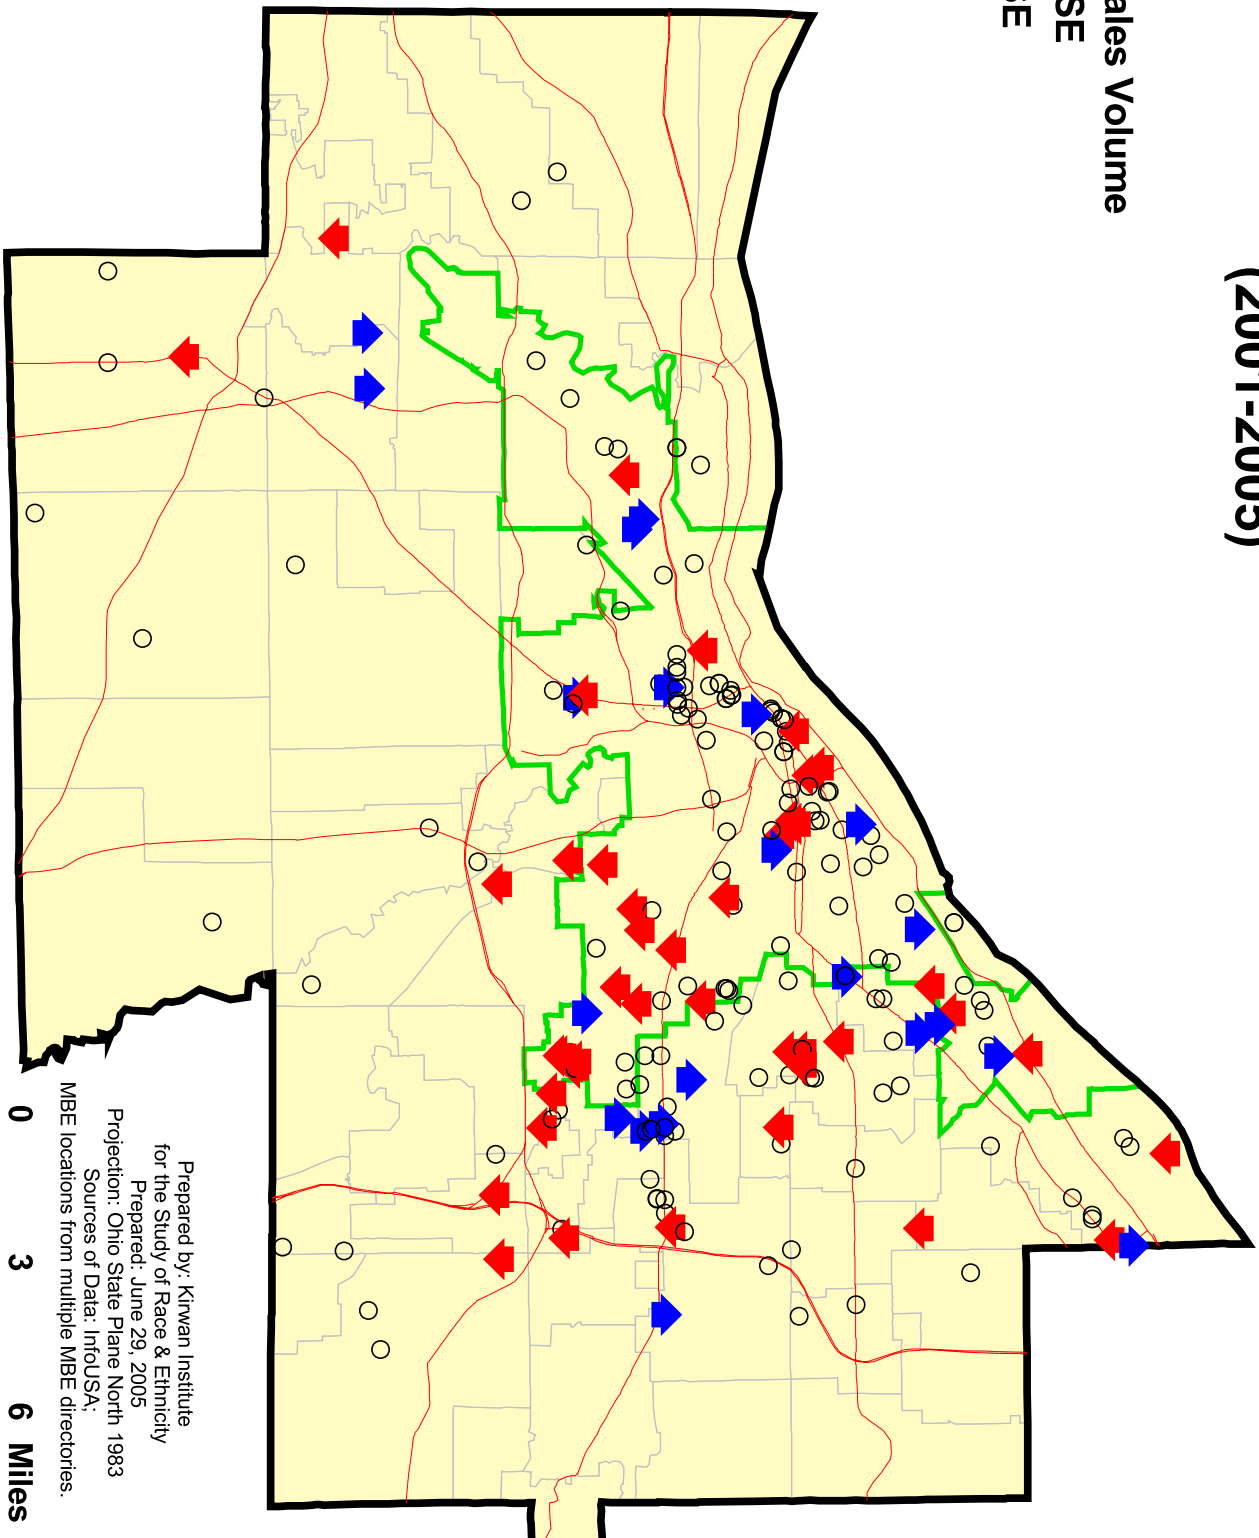 (2001-2005)
ales Volume
SE
SE
Prepared by: Kirwan Institute
for the Study of Race & Ethnicity
Prepared: June 29, 2005
Projection: Ohio State Plane North 1983
Sources of Data: InfoUSA;
MBE locations from multiple MBE directories.
0 3 6 Miles